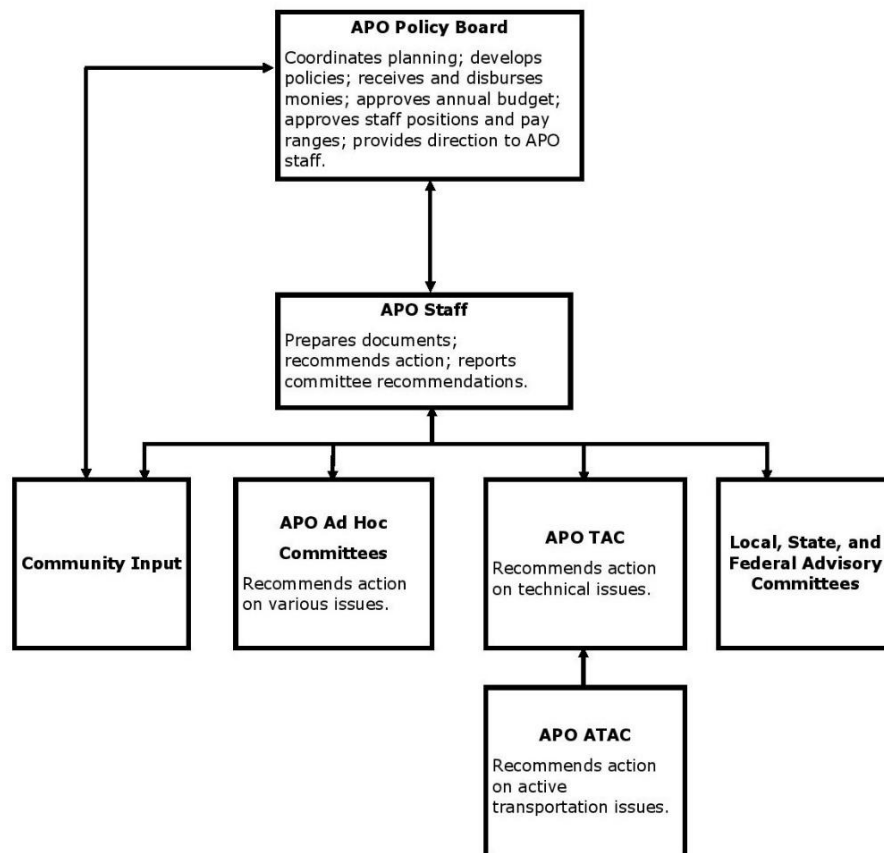 APO Policy Board
Coordinates planning; develops
policies; receives and disburses
monies; approves annual budget;
approves staff positions and pay
ranges; provides direction to APO
staff.
APO Staff
Prepares documents;
recommends action; reports
committee recommendations.
Community Input
APO Ad Hoc
Committees
Recommends action
on various issues.
APO TAC
Recommends action
on technical issues.
Local, State, and
Federal Advisory
Committees
APO ATAC
Recommends action
on active
transportation issues.